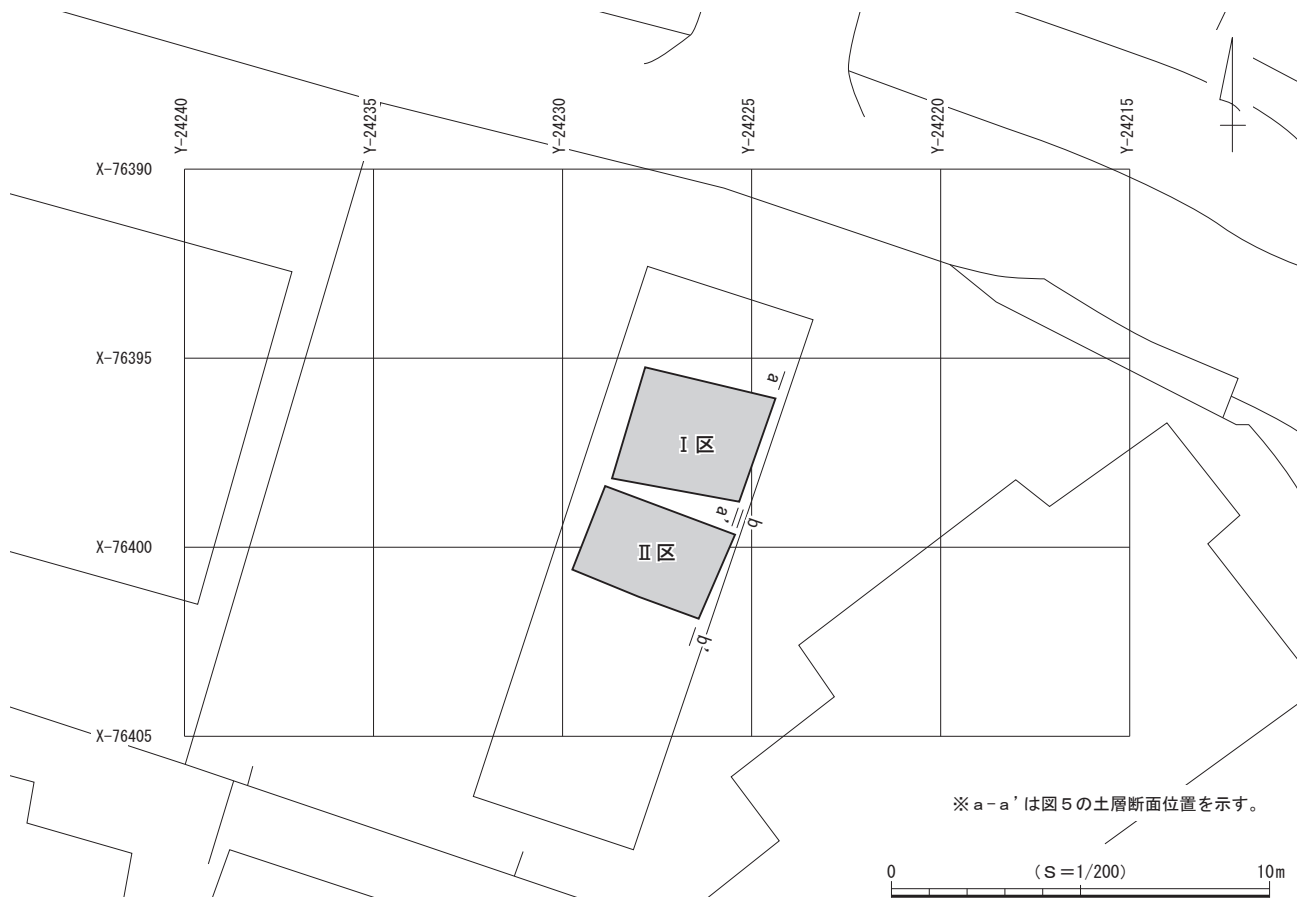 Y-24240
Y-24235
Y-24230
Y-24225
Y-24220
Y-24215
X-76390
X-76395
X-76400
X-76405
a
Ⅰ区
a'
b
Ⅱ区
b'
※a-a'は図5の土層断面位置を示す。
0 (S=1/200) 10m